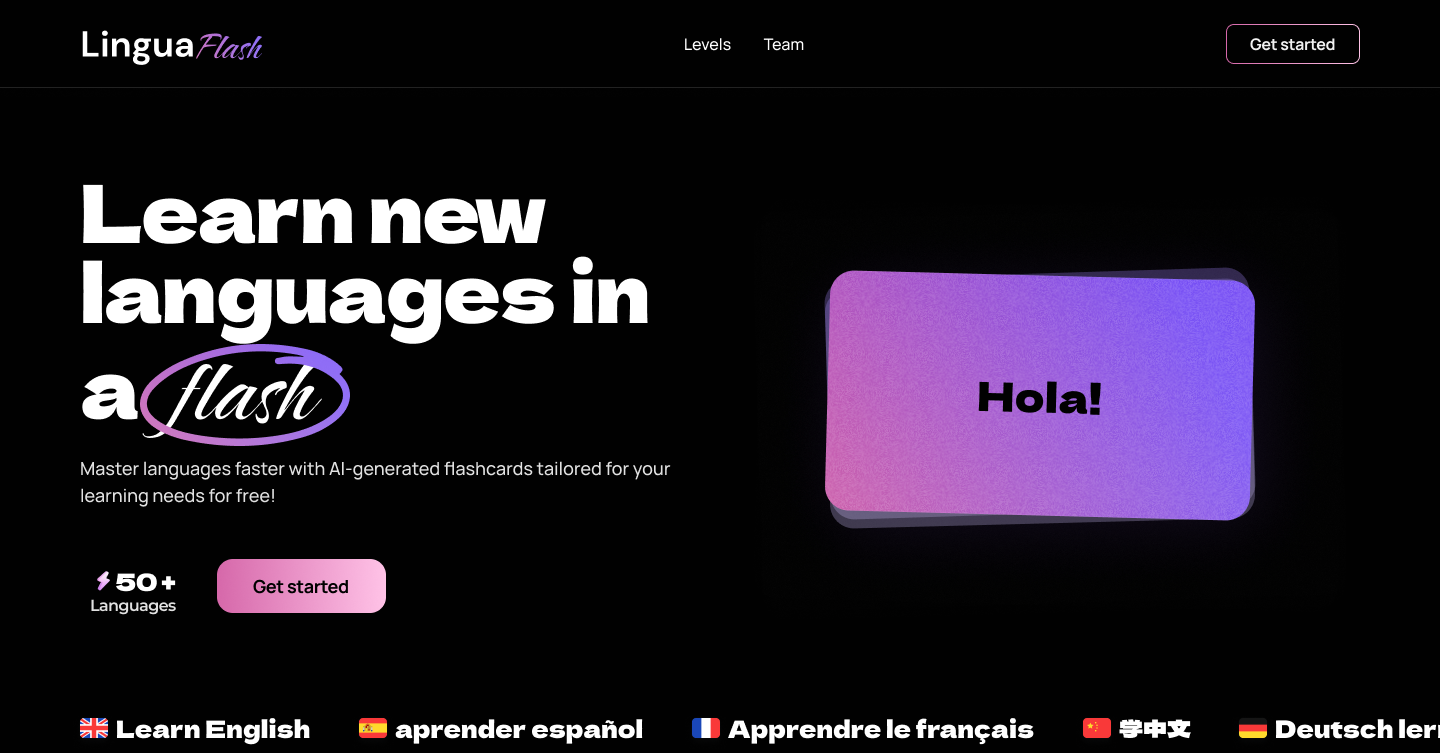 LinguaFlash
Levels
Team
Get started
Learn new
languages in
a flash
Master languages faster with AI-generated flashcards tailored for your
learning needs for free!
50+
Languages
Get started
Hola!
Learn English
aprender español
Apprendre le français
学中文
Deutsch ler